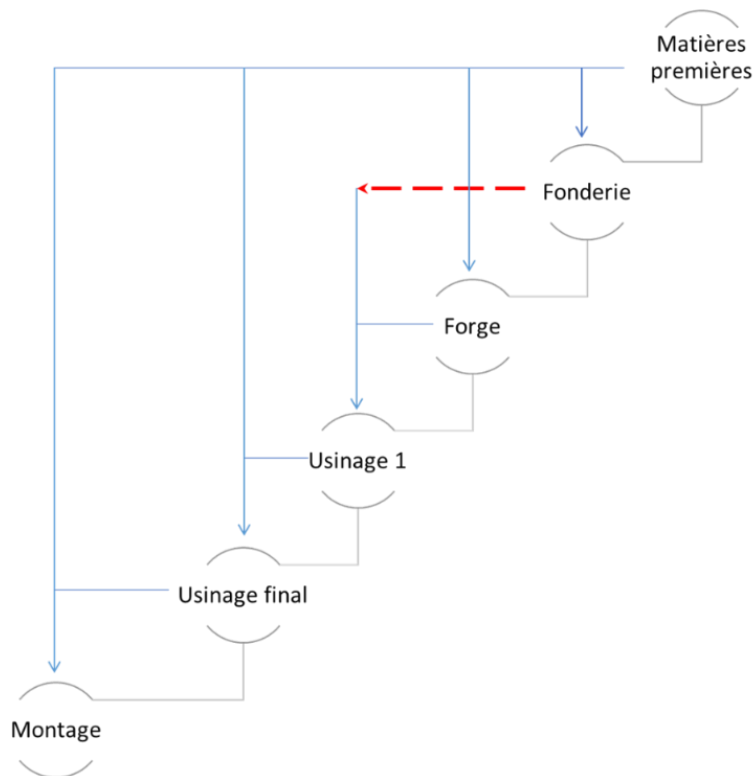 Matières
premières
Fonderie
Forge
Usinage 1
Usinage final
Montage